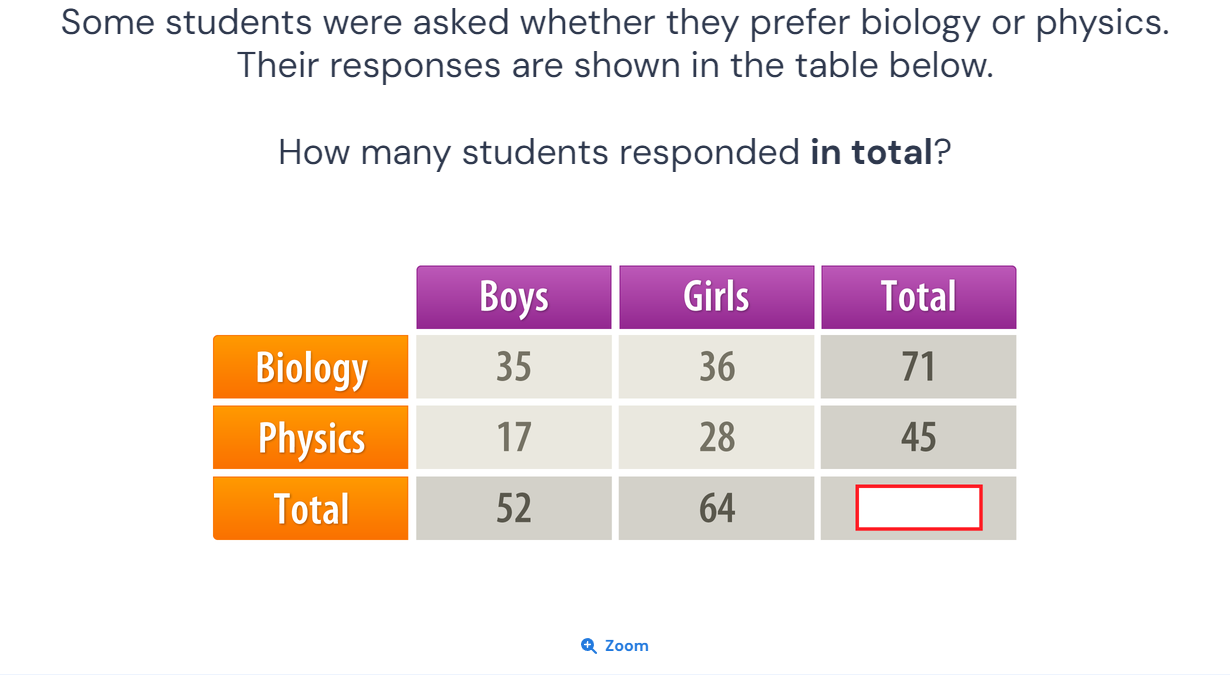 Some students were asked whether they prefer biology or physics.
Their responses are shown in the table below.
How many students responded in total?
Boys Girls Total
Biology 35 36 71
Physics 17 28 45
Total 52 64
Zoom